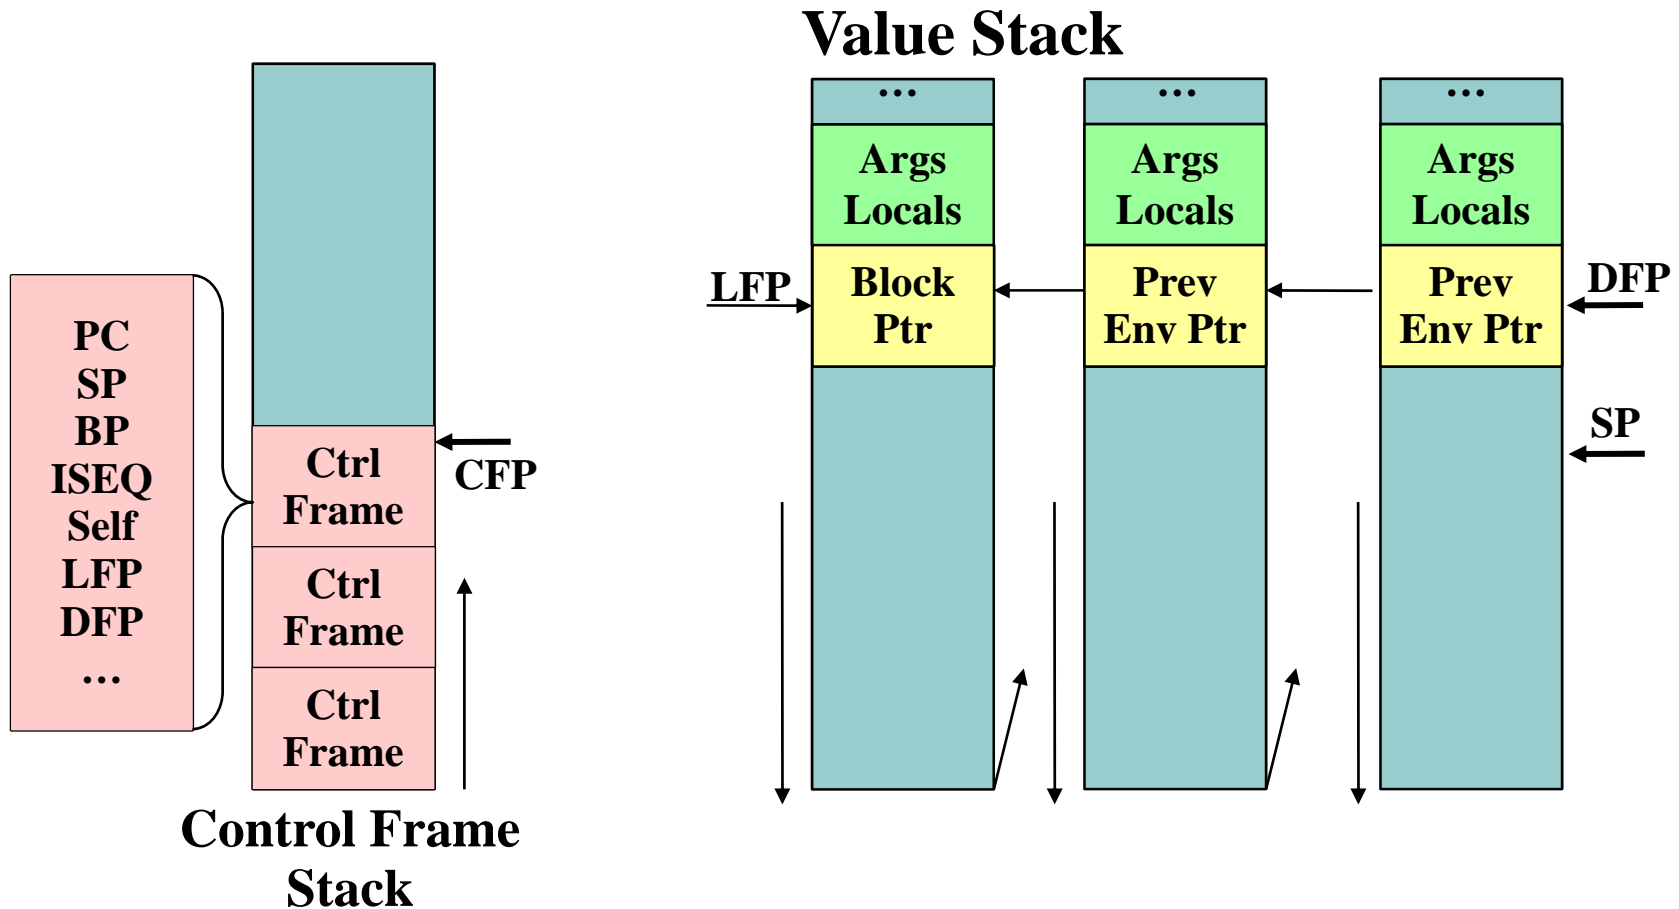 PC
SP
BP
ISEQ
Self
LFP
DFP
...
Ctrl
Frame
Ctrl
Frame
Ctrl
Frame
CFP
Control Frame
Stack
Value Stack
...
Args
Locals
Block
Ptr
LFP
...
Args
Locals
Prev
Env Ptr
...
Args
Locals
Prev
Env Ptr
DFP
SP